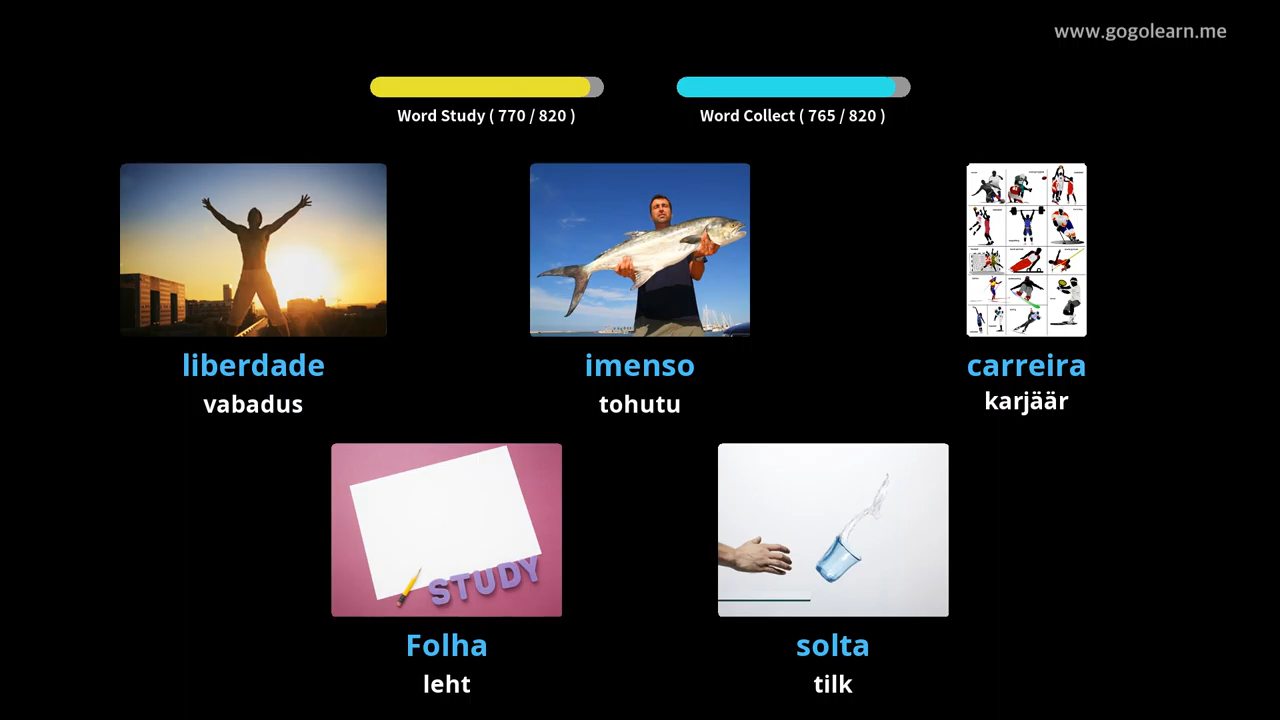 www.gogolearn.me
Word Study ( 770 / 820 )
Word Collect ( 765 / 820 )
liberdade
vabadus
imenso
tohutu
carreira
karjäär
STUDY
Folha
leht
solta
tilk